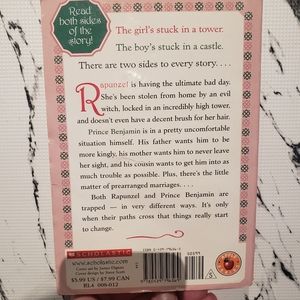 Read
both sides
of the
story!
The girl's stuck in a tower.
The boy's stuck in a castle.
There are two sides to every story. . . .
Rapunzel is having the ultimate bad day.
She's been stolen from home by an evil
witch, locked in an incredibly high tower,
and doesn't even have a decent brush for her hair.
Prince Benjamin is in a pretty uncomfortable
situation himself. His father wants him to be
more kingly, his mother wants him to never leave
her sight, and his cousin wants to get him into as
much trouble as possible. Plus, there's the little
matter of prearranged marriages. . . .
Both Rapunzel and Prince Benjamin are
trapped — in very different ways. It's only
when their paths cross that things really start
to change.
SCHOLASTIC
www.scholastic.com
$5.99 US / $7.99 CAN
RL4 008-012
50599